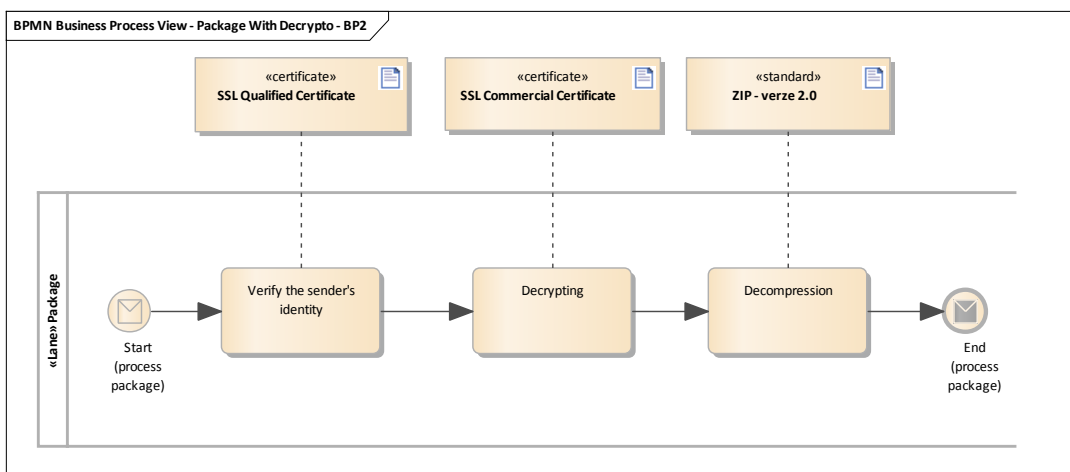 BPMN Business Process View - Package With Decrypto - BP2
«certificate»
SSL Qualified Certificate
«certificate»
SSL Commercial Certificate
«standard»
ZIP - verze 2.0
«Lane» Package
Start
(process
package)
Verify the sender's
identity
Decrypting
Decompression
End
(process
package)